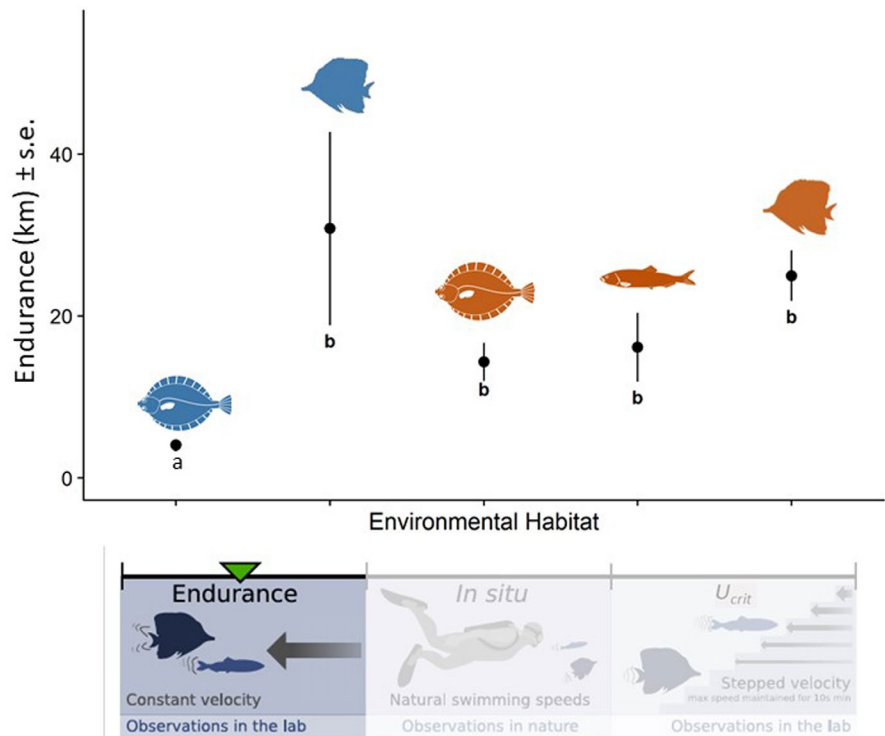 Endurance (km) ± s.e.
40
20
0
a
b
b
b
b
Environmental Habitat
Endurance
Constant velocity
Observations in the lab
In situ
Natural swimming speeds
Observations in nature
Ucrit
Stepped velocity
max speed maintained for 10s min
Observations in the lab